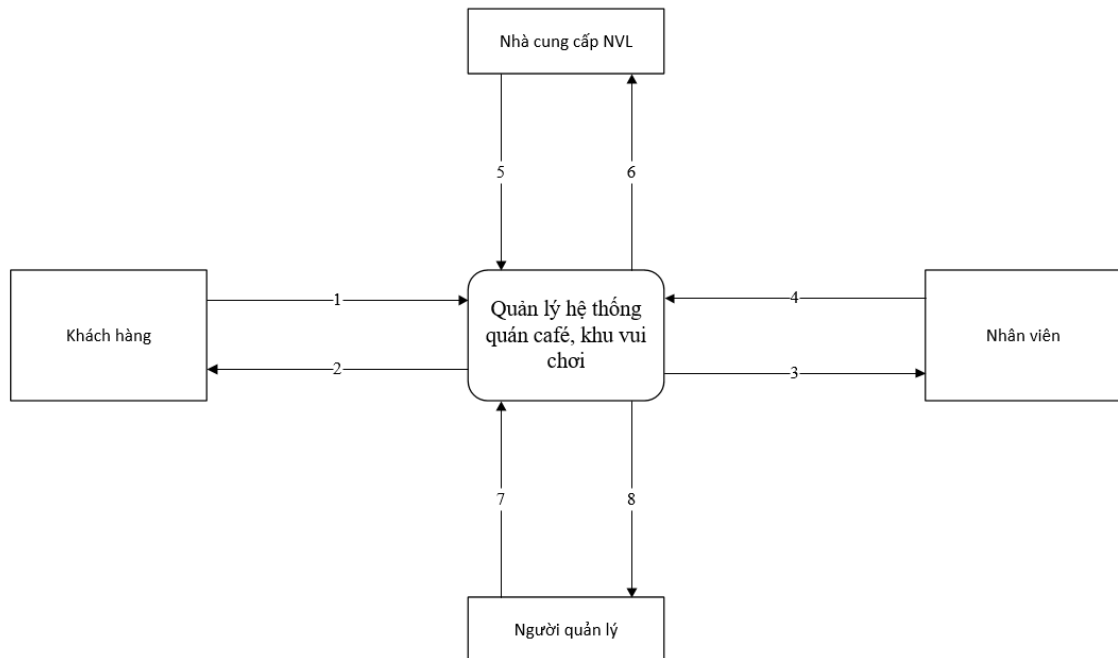 Nhà cung cấp NVL
5
6
Khách hàng
1
2
Quản lý hệ thống
quán café, khu vui
chơi
4
3
Nhân viên
7
8
Người quản lý